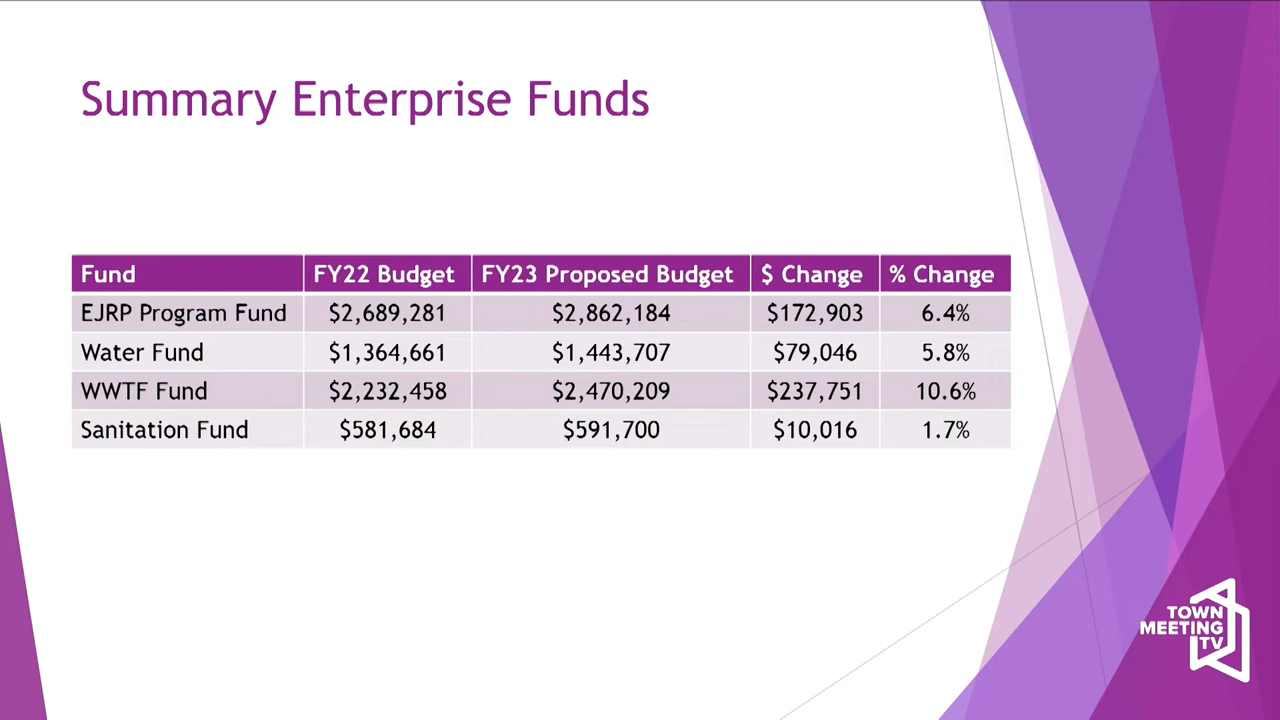 Summary Enterprise Funds
Fund FY22 Budget FY23 Proposed Budget $ Change % Change
EJRP Program Fund $2,689,281 $2,862,184 $172,903 6.4%
Water Fund $1,364,661 $1,443,707 $79,046 5.8%
WWTF Fund $2,232,458 $2,470,209 $237,751 10.6%
Sanitation Fund $581,684 $591,700 $10,016 1.7%
TOWN
MEETING
TV